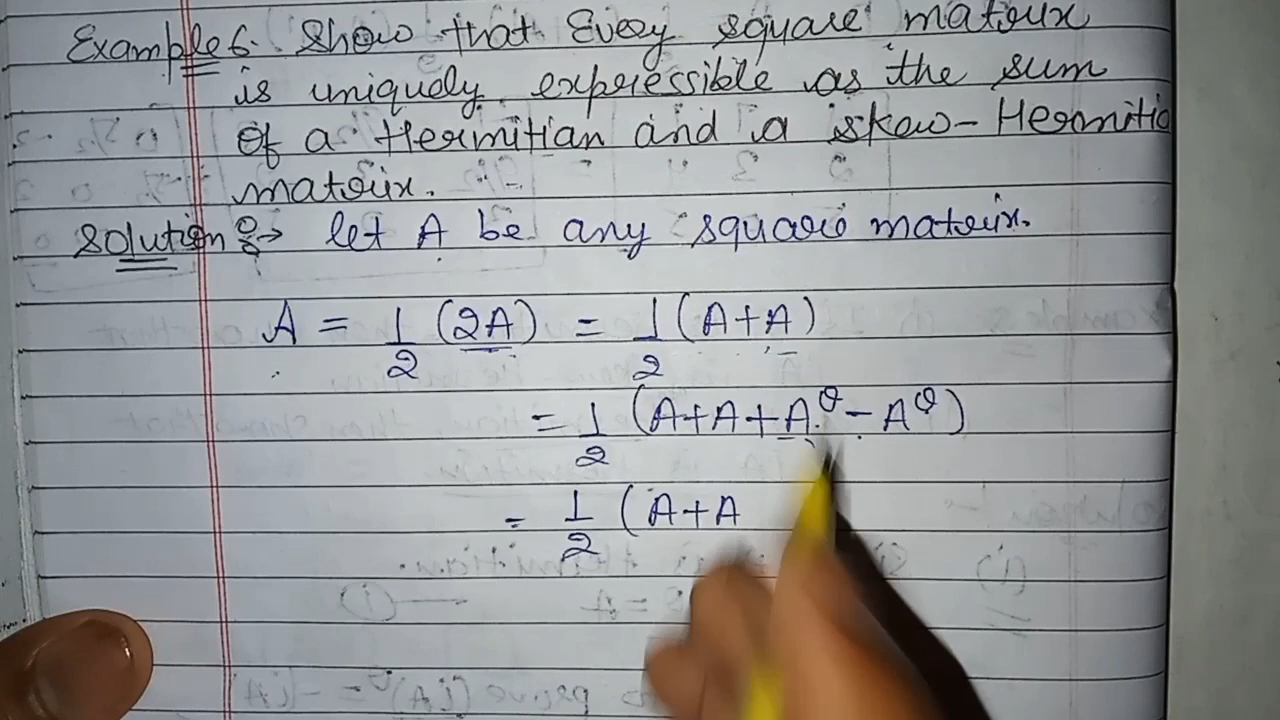 Example 6. Show that Every square matrix
is uniquely expressible as the sum
of a Hermitian and a skew-Hermitia
matrix.
Solution :→ let A be any square matrix.
A = 1/2 (2A) = 1/2 (A+A)
= 1/2 (A+A+A^θ-A^θ)
= 1/2 (A+A